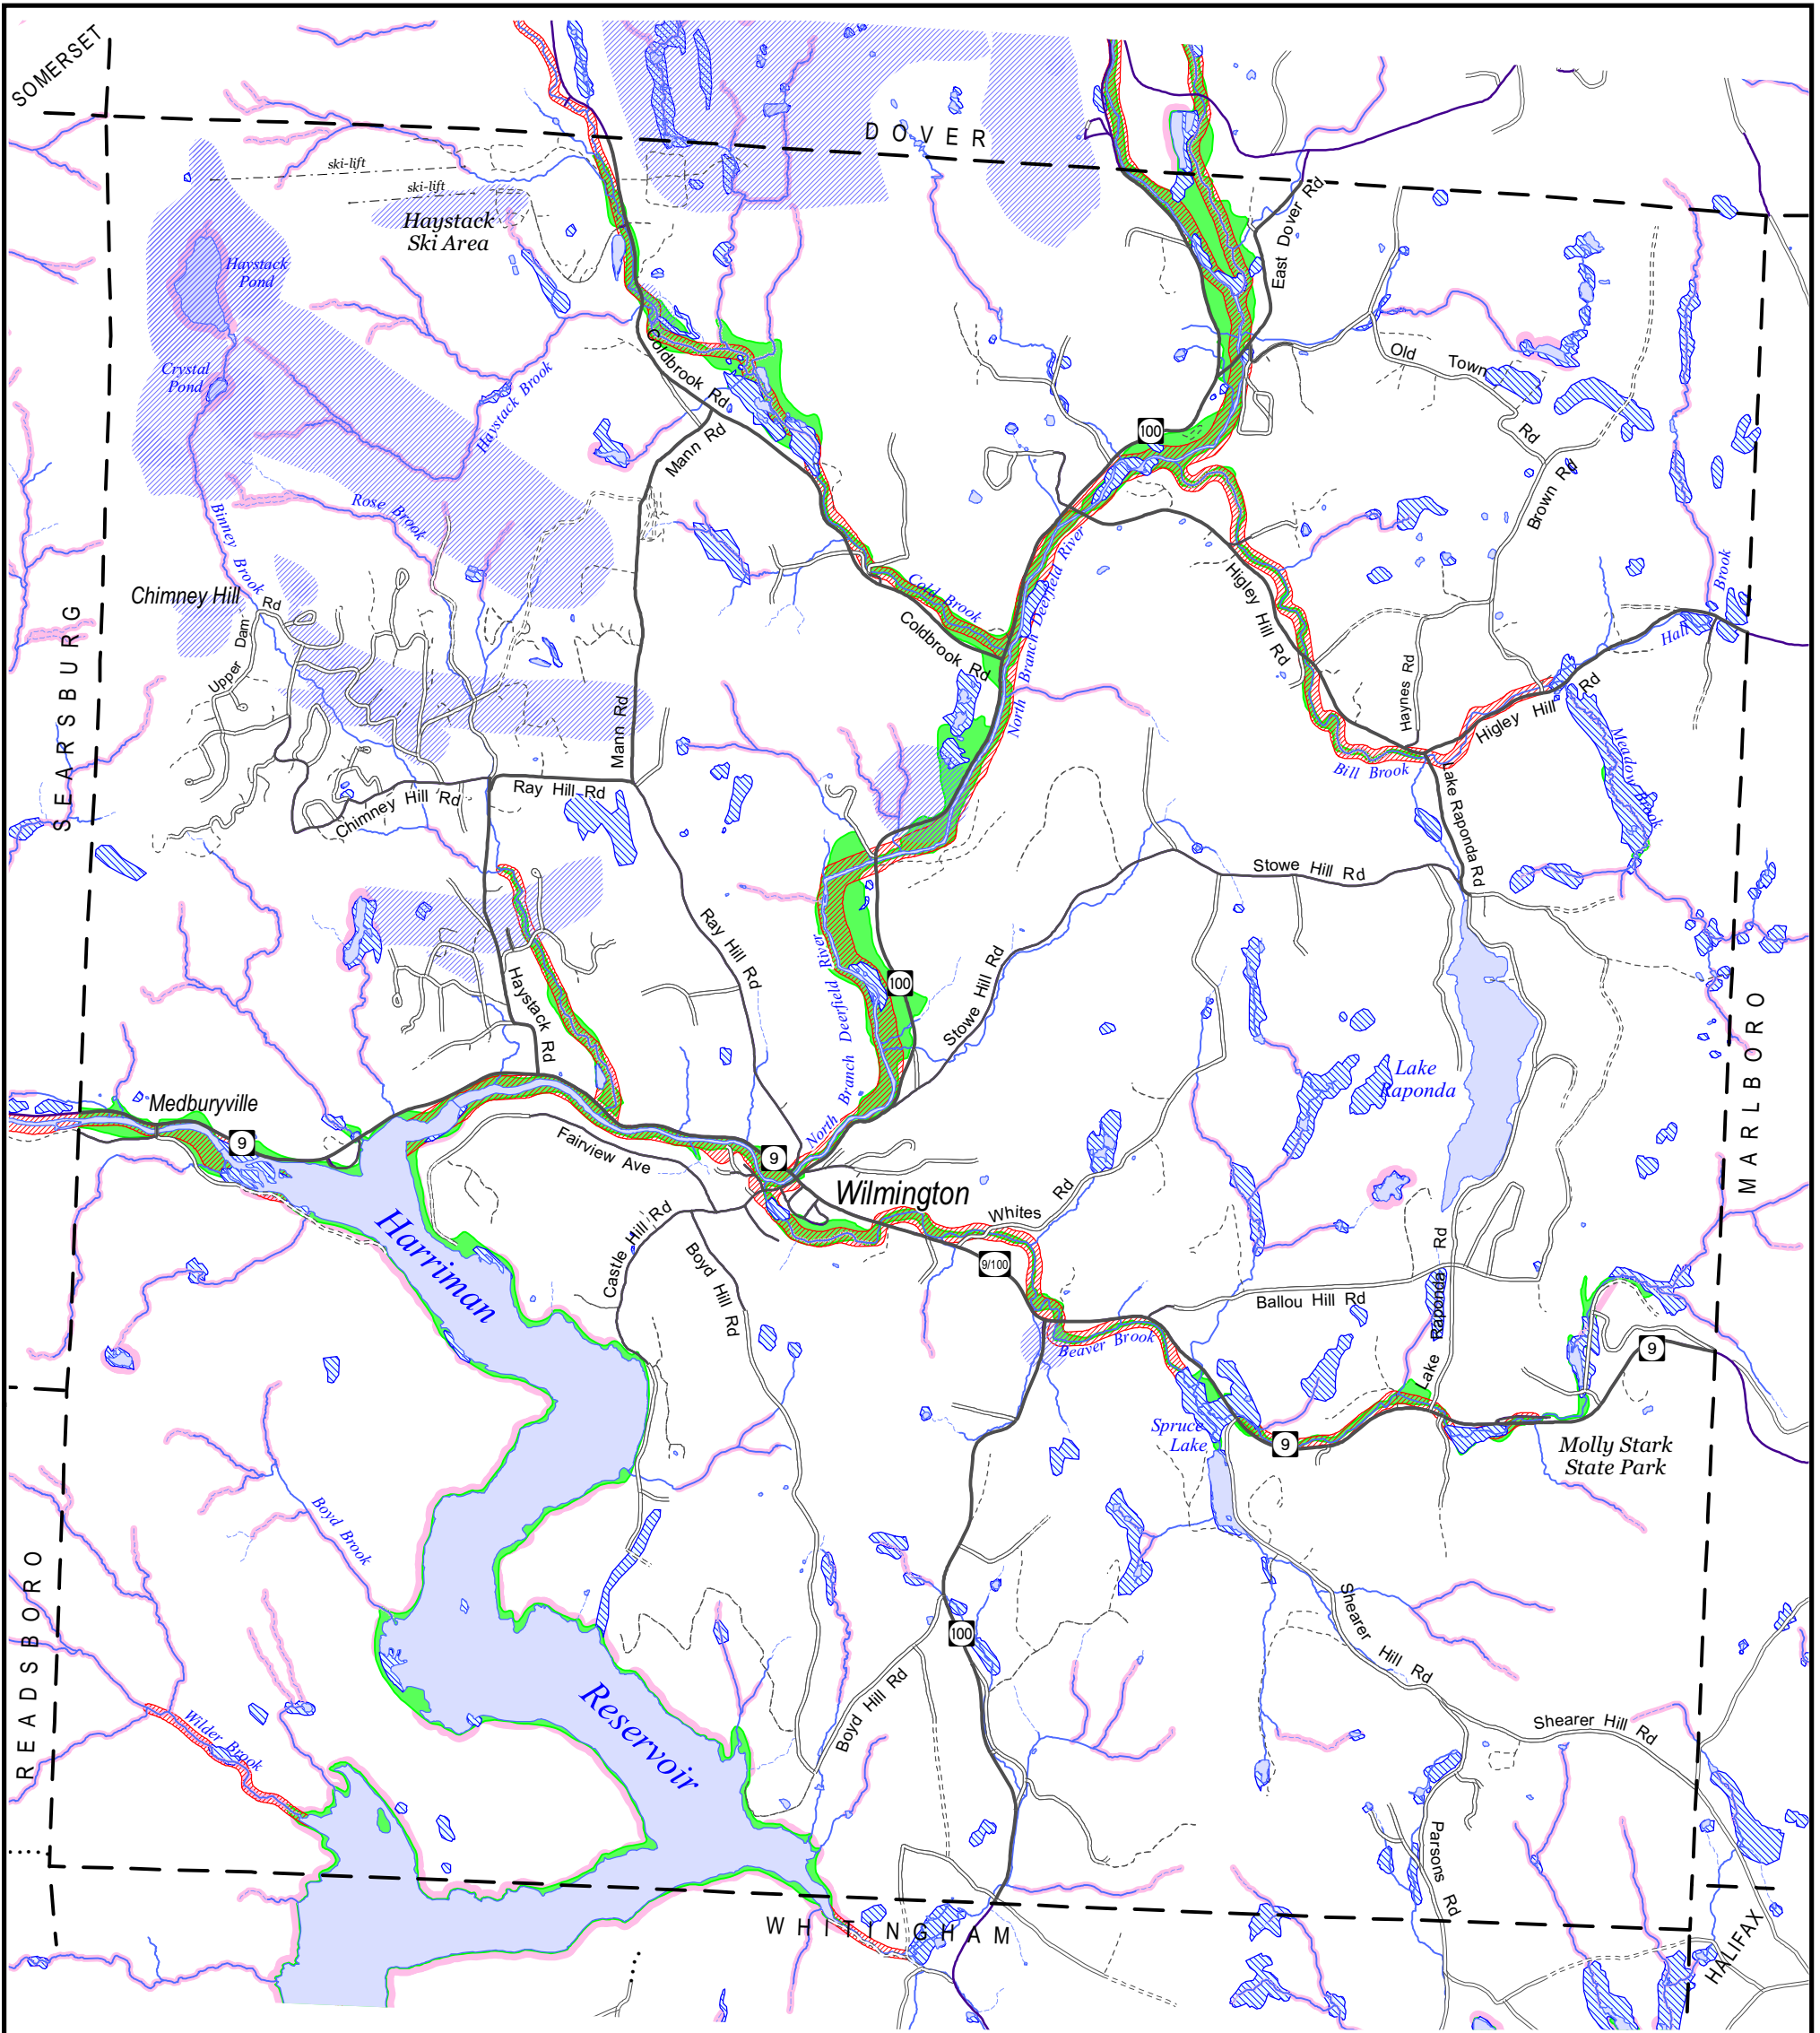 SOMERSET
DOVER
ski-lift
ski-lift
Haystack
Ski Area
Haystack
Pond
East Dover Rd
Crystal
Pond
Coldbrook Rd
Haystack Brook
Old Town Rd
100
Mann Rd
Brown Rd
Rose Brook
Binney Brook
North Branch Deerfield River
Chimney Hill
Upper Dam Rd
Cold Brook
Coldbrook Rd
Higley Hill Rd
Hall Brook
SEARSBURG
Mann Rd
Haynes Rd
Higley Hill Rd
Bill Brook
Meadow Brook
Ray Hill Rd
Chimney Hill Rd
Lake Raponda Rd
Stowe Hill Rd
Ray Hill Rd
Haystack Rd
North Branch Deerfield River
100
Stowe Hill Rd
Lake
Raponda
MARLBORO
Medburyville
9
Fairview Ave
9
North
Wilmington
Whites Rd
9/100
Castle Hill Rd
Boyd Hill Rd
Harriman
Ballou Hill Rd
Lake Raponda Rd
Beaver Brook
9
Spruce
Lake
9
Molly Stark
State Park
Boyd Brook
READSBORO
Shearer Hill Rd
100
Boyd Hill Rd
Reservoir
Wilder Brook
Shearer Hill Rd
Parsons Rd
WHITINGHAM
HALIFAX